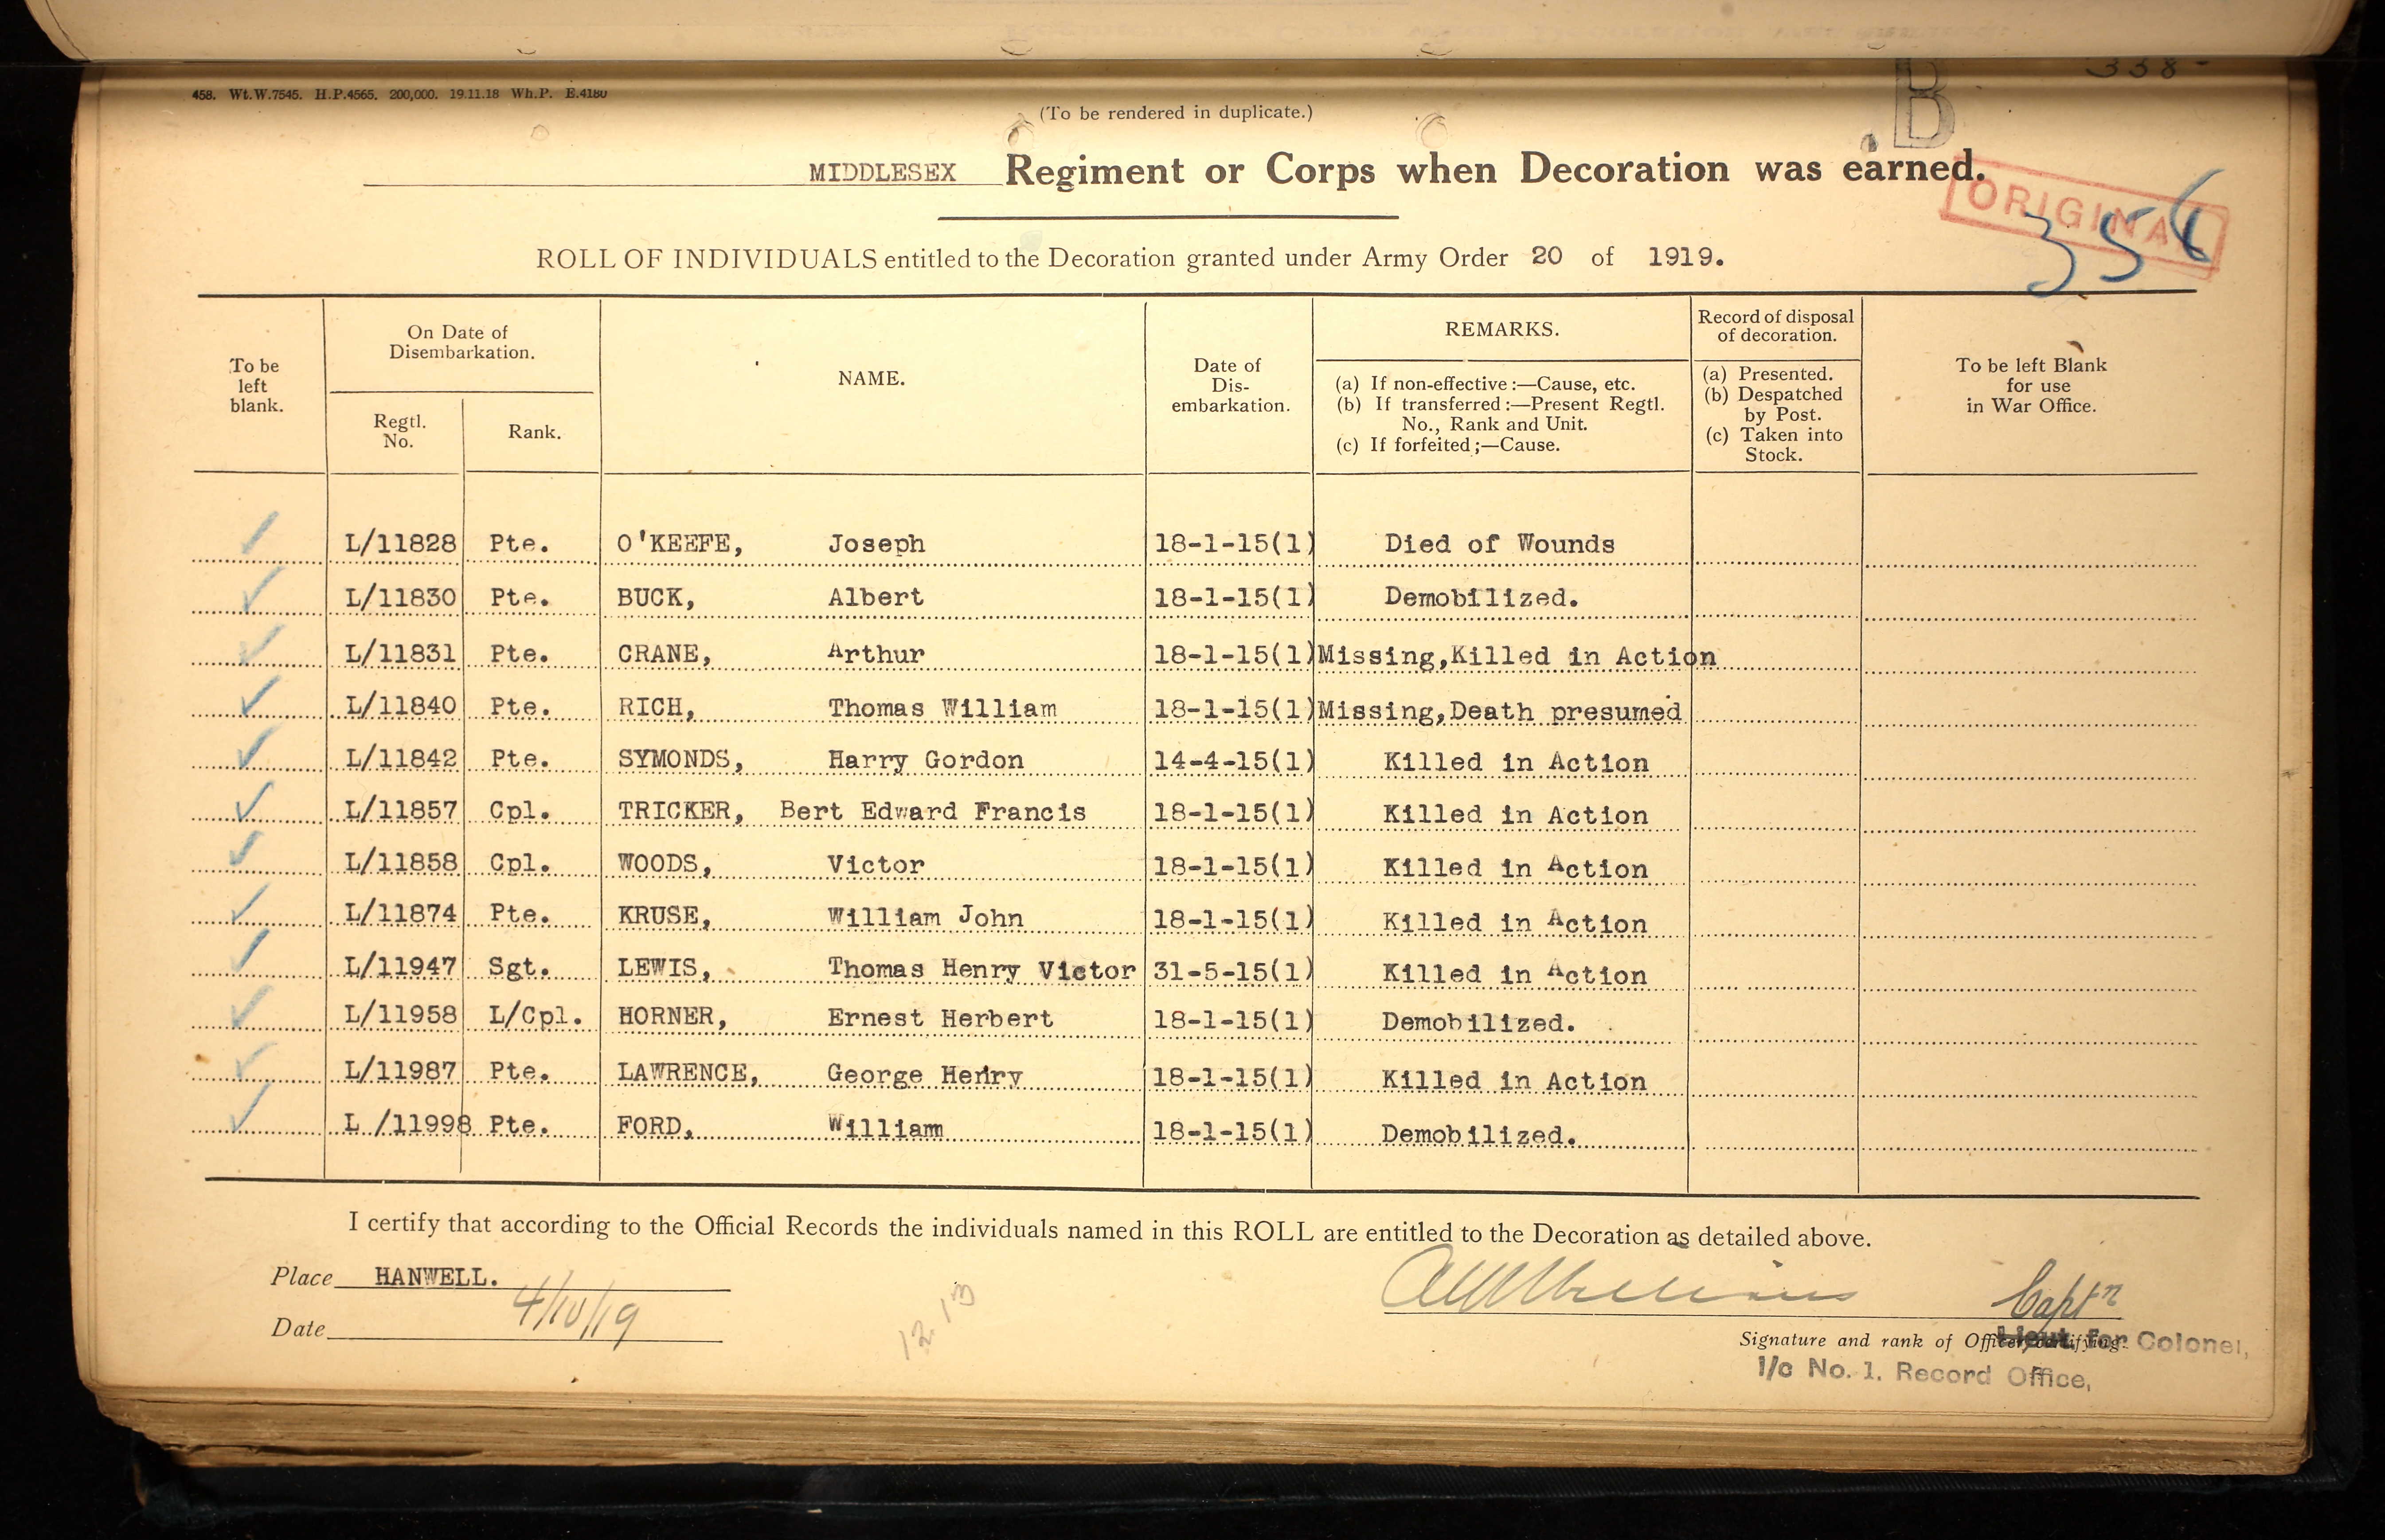 338
458. Wt.W.7545. H.P.4565. 200,000. 19.11.18 Wh.P. E.4180
B
(To be rendered in duplicate.)
MIDDLESEX Regiment or Corps when Decoration was earned.
ORIGINAL
356
ROLL OF INDIVIDUALS entitled to the Decoration granted under Army Order 20 of 1919.
To be left blank.
On Date of Disembarkation.
Regtl. No.
Rank.
NAME.
Date of Dis-embarkation.
REMARKS.
(a) If non-effective:—Cause, etc.
(b) If transferred:—Present Regtl. No., Rank and Unit.
(c) If forfeited;—Cause.
Record of disposal of decoration.
(a) Presented.
(b) Despatched by Post.
(c) Taken into Stock.
To be left Blank for use in War Office.
L/11828 Pte. O'KEEFE, Joseph 18-1-15(1) Died of Wounds
L/11830 Pte. BUCK, Albert 18-1-15(1) Demobilized.
L/11831 Pte. CRANE, Arthur 18-1-15(1) Missing,Killed in Action
L/11840 Pte. RICH, Thomas William 18-1-15(1) Missing,Death presumed
L/11842 Pte. SYMONDS, Harry Gordon 14-4-15(1) Killed in Action
L/11857 Cpl. TRICKER, Bert Edward Francis 18-1-15(1) Killed in Action
L/11858 Cpl. WOODS, Victor 18-1-15(1) Killed in Action
L/11874 Pte. KRUSE, William John 18-1-15(1) Killed in Action
L/11947 Sgt. LEWIS, Thomas Henry Victor 31-5-15(1) Killed in Action
L/11958 L/Cpl. HORNER, Ernest Herbert 18-1-15(1) Demobilized.
L/11987 Pte. LAWRENCE, George Henry 18-1-15(1) Killed in Action
L /11998 Pte. FORD, William 18-1-15(1) Demobilized.
I certify that according to the Official Records the individuals named in this ROLL are entitled to the Decoration as detailed above.
Place HANWELL.
Date 4/10/19
12 13
Captn
Signature and rank of Officer certifying.
Lieut. for Colonel,
I/c No. 1. Record Office,